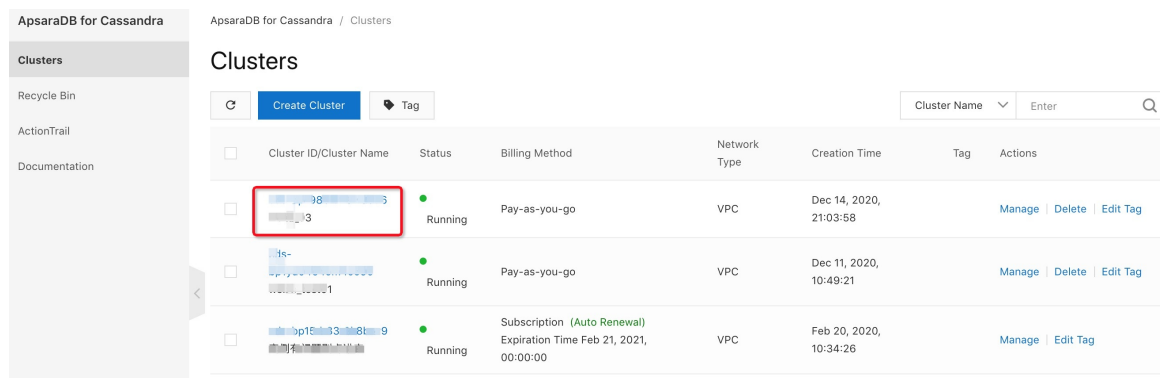 ApsaraDB for Cassandra
ApsaraDB for Cassandra / Clusters
Clusters
Clusters
Recycle Bin
ActionTrail
Documentation
Create Cluster
Tag
Cluster Name
Enter
Cluster ID/Cluster Name
Status
Billing Method
Network
Type
Creation Time
Tag
Actions
Running
Pay-as-you-go
VPC
Dec 14, 2020,
21:03:58
Manage | Delete | Edit Tag
Running
Pay-as-you-go
VPC
Dec 11, 2020,
10:49:21
Manage | Delete | Edit Tag
Running
Subscription (Auto Renewal)
Expiration Time Feb 21, 2021,
00:00:00
VPC
Feb 20, 2020,
10:34:26
Manage | Edit Tag